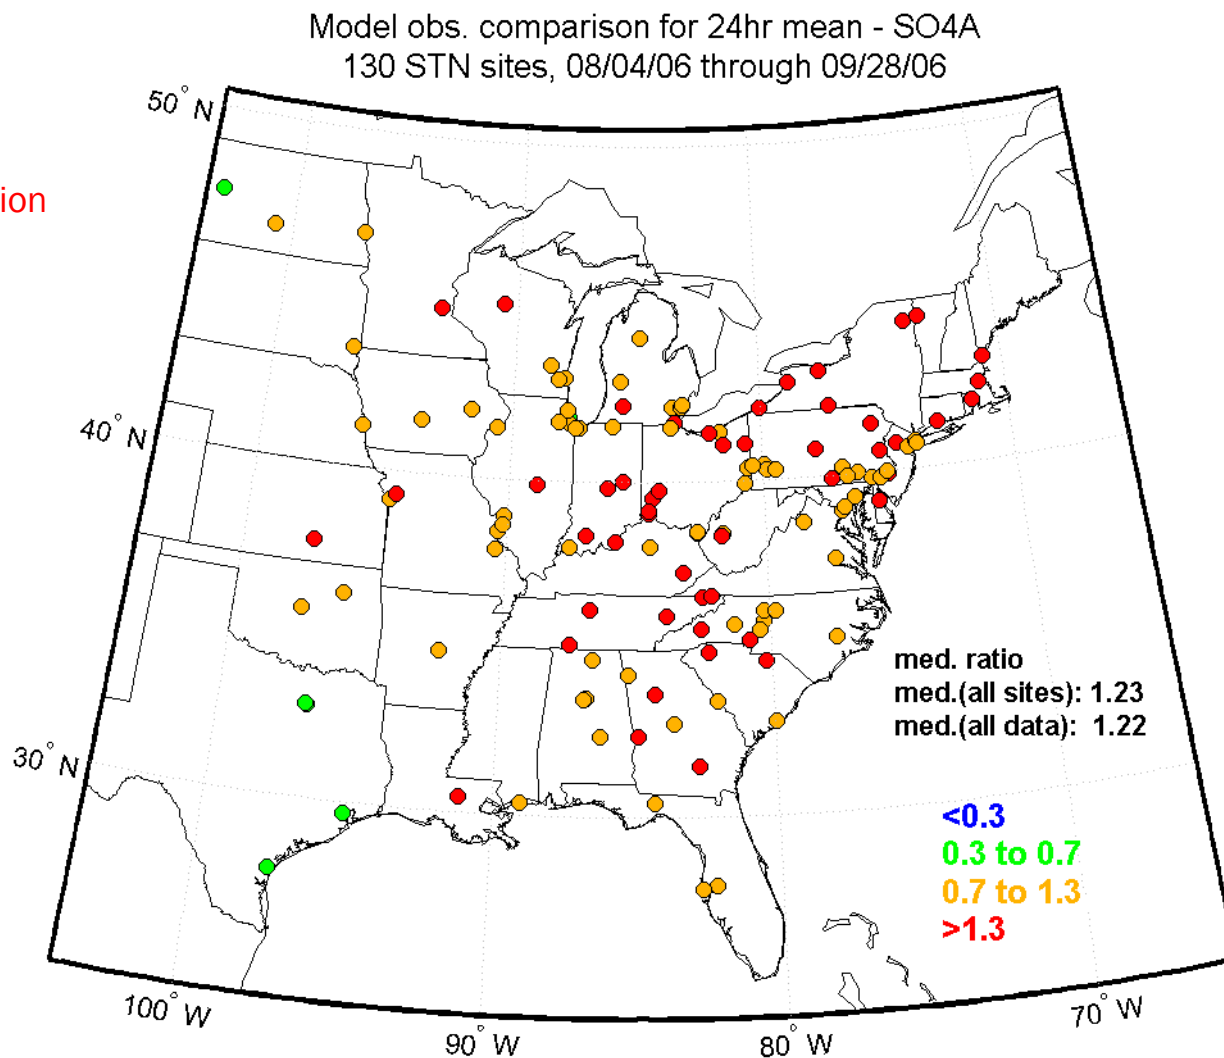 Model obs. comparison for 24hr mean - SO4A
130 STN sites, 08/04/06 through 09/28/06
50° N
ion
40° N
med. ratio
med.(all sites): 1.23
med.(all data): 1.22
30° N
<0.3
0.3 to 0.7
0.7 to 1.3
>1.3
100° W
90° W
80° W
70° W